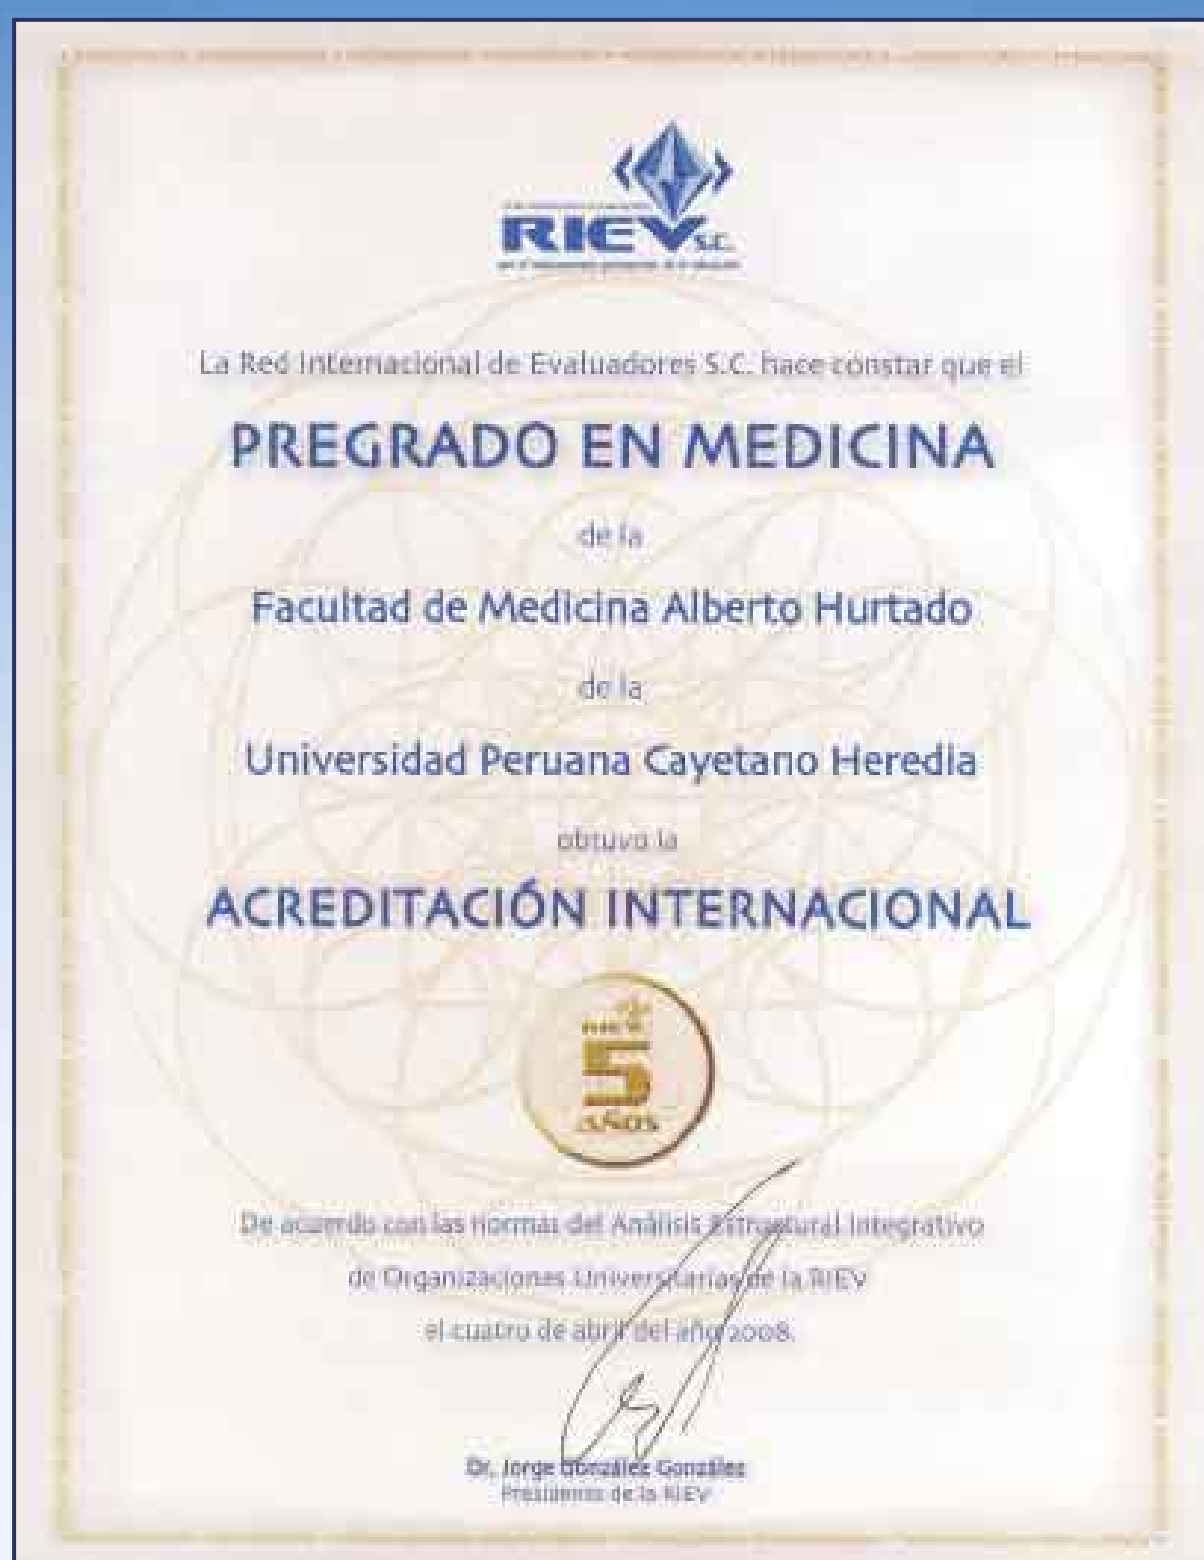 RIEV S.C.
La Red Internacional de Evaluadores S.C. hace constar que el
PREGRADO EN MEDICINA
de la
Facultad de Medicina Alberto Hurtado
de la
Universidad Peruana Cayetano Heredia
obtuvo la
ACREDITACIÓN INTERNACIONAL
RIEV
5
AÑOS
De acuerdo con las normas del Análisis Estructural Integrativo
de Organizaciones Universitarias de la RIEV
el cuatro de abril del año 2008.
Dr. Jorge González González
Presidente de la RIEV